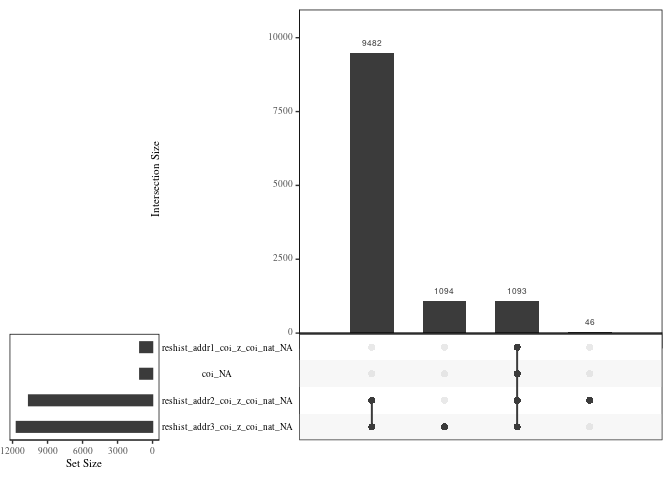 10000
9482
7500
Intersection Size
5000
2500
1094
1093
46
0
reshist_addr1_coi_z_coi_nat_NA
coi_NA
reshist_addr2_coi_z_coi_nat_NA
reshist_addr3_coi_z_coi_nat_NA
12000 9000 6000 3000 0
Set Size